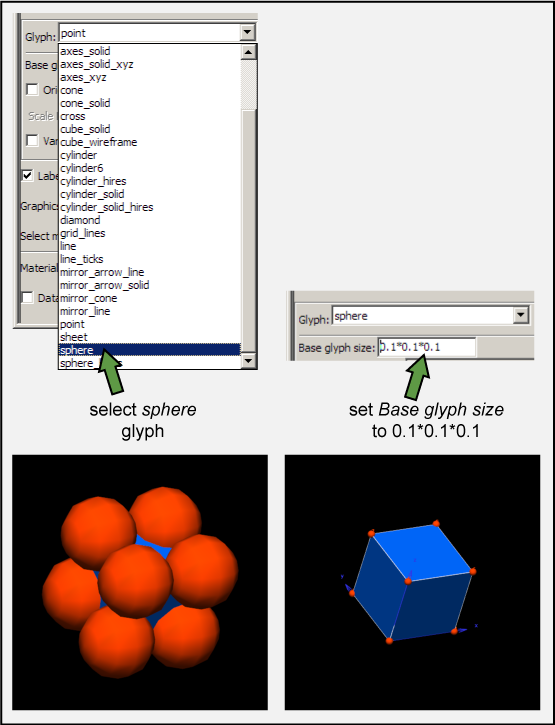 Glyph: point
axes_solid
Base g axes_solid_xyz
axes_xyz
Ori cone
cone_solid
Scale cross
cube_solid
Var cube_wireframe
cylinder
cylinder6
Labe cylinder_hires
cylinder_solid
Graphic cylinder_solid_hires
diamond
Select m grid_lines
line
line_ticks
Material mirror_arrow_line
mirror_arrow_solid
Data mirror_cone
mirror_line
point
sheet
sphere
sphere_
Glyph: sphere
Base glyph size: 0.1*0.1*0.1
select sphere
glyph
set Base glyph size
to 0.1*0.1*0.1